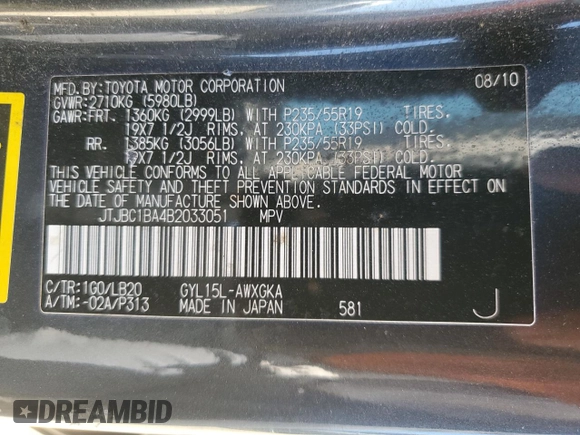 MFD.BY:TOYOTA MOTOR CORPORATION 08/10
GVWR:2710KG (5980LB)
GAWR:FRT. 1360KG (2999LB) WITH P235/55R19 TIRES.
19X7 1/2J RIMS, AT 230KPA (33PSI) COLD.
RR. 1385KG (3056LB) WITH P235/55R19 TIRES.
19X7 1/2J RIMS, AT 230KPA (33PSI) COLD.
THIS VEHICLE CONFORMS TO ALL APPLICABLE FEDERAL MOTOR
VEHICLE SAFETY AND THEFT PREVENTION STANDARDS IN EFFECT ON
THE DATE OF MANUFACTURE SHOWN ABOVE.
JTJBC1BA4B2033051 MPV
C/TR:1G0/LB20 GYL15L-AWXGKA
A/TM:-02A/P313 MADE IN JAPAN 581 J
DREAMBID